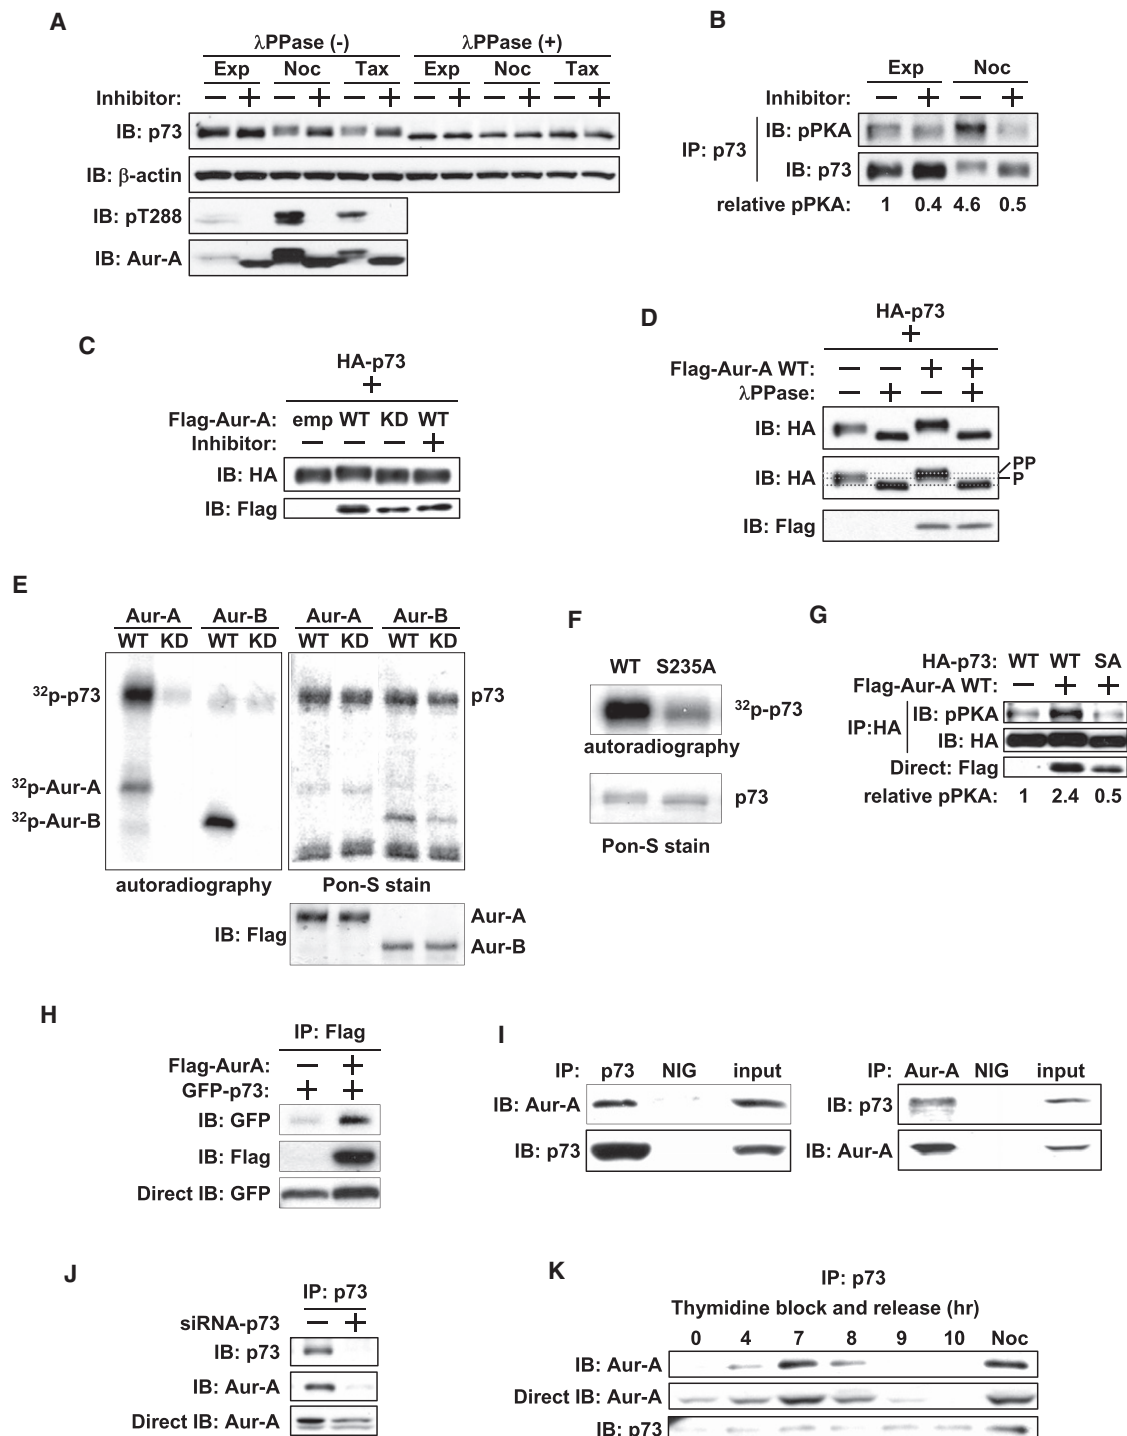 A
λPPase (-) λPPase (+)
Exp Noc Tax Exp Noc Tax
Inhibitor: − + − + − + − + − + − +
IB: p73
IB: β-actin
IB: pT288
IB: Aur-A
B
Exp Noc
Inhibitor: − + − +
IP: p73
IB: pPKA
IB: p73
relative pPKA: 1 0.4 4.6 0.5
C
HA-p73
+
Flag-Aur-A: emp WT KD WT
Inhibitor: − − − +
IB: HA
IB: Flag
D
HA-p73
+
Flag-Aur-A WT: − − + +
λPPase: − + − +
IB: HA
IB: HA
PP
P
IB: Flag
E
Aur-A Aur-B Aur-A Aur-B
WT KD WT KD WT KD WT KD
32p-p73
p73
32p-Aur-A
32p-Aur-B
autoradiography Pon-S stain
IB: Flag
Aur-A
Aur-B
F
WT S235A
32p-p73
autoradiography
p73
Pon-S stain
G
HA-p73: WT WT SA
Flag-Aur-A WT: − + +
IP:HA
IB: pPKA
IB: HA
Direct: Flag
relative pPKA: 1 2.4 0.5
H
IP: Flag
Flag-AurA: − +
GFP-p73: + +
IB: GFP
IB: Flag
Direct IB: GFP
I
IP: p73 NIG input
IB: Aur-A
IB: p73
IP: Aur-A NIG input
IB: p73
IB: Aur-A
J
IP: p73
siRNA-p73 − +
IB: p73
IB: Aur-A
Direct IB: Aur-A
K
IP: p73
Thymidine block and release (hr)
0 4 7 8 9 10 Noc
IB: Aur-A
Direct IB: Aur-A
IB: p73